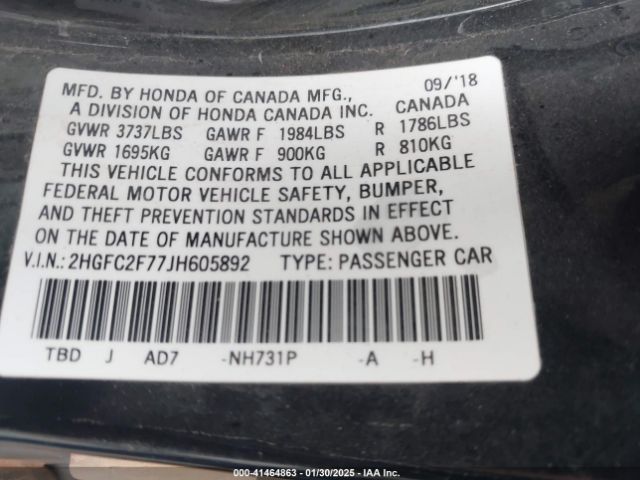 MFD. BY HONDA OF CANADA MFG., 09/'18
A DIVISION OF HONDA CANADA INC. CANADA
GVWR 3737LBS GAWR F 1984LBS R 1786LBS
GVWR 1695KG GAWR F 900KG R 810KG
THIS VEHICLE CONFORMS TO ALL APPLICABLE
FEDERAL MOTOR VEHICLE SAFETY, BUMPER,
AND THEFT PREVENTION STANDARDS IN EFFECT
ON THE DATE OF MANUFACTURE SHOWN ABOVE.
V.I.N.: 2HGFC2F77JH605892 TYPE: PASSENGER CAR
TBD J AD7 -NH731P -A -H
000-41464863 - 01/30/2025 - IAA Inc.